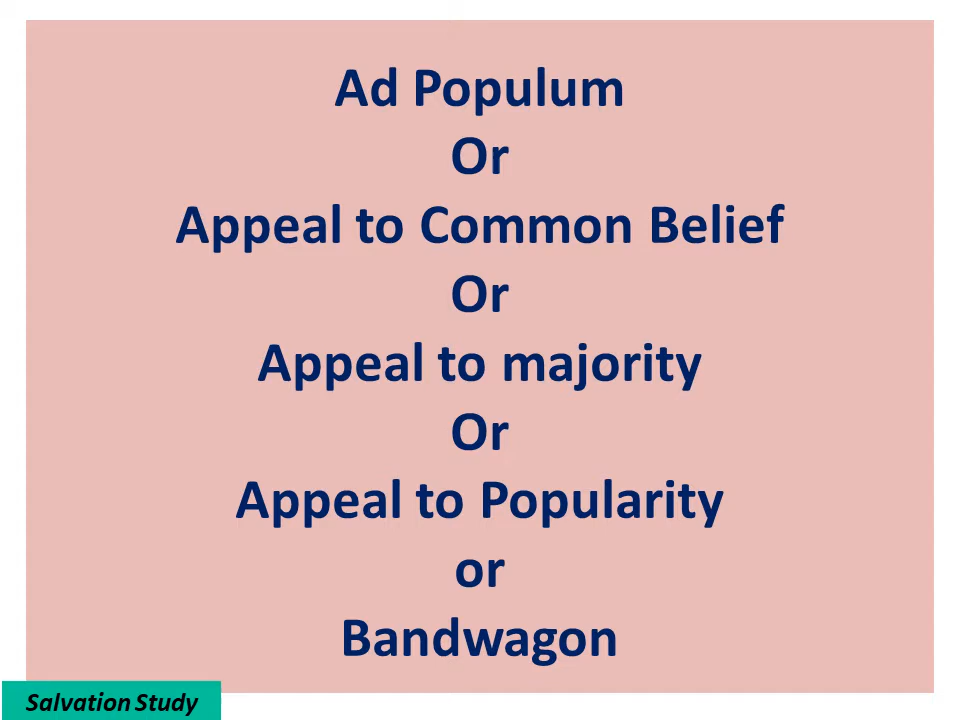 Ad Populum
Or
Appeal to Common Belief
Or
Appeal to majority
Or
Appeal to Popularity
or
Bandwagon
Salvation Study